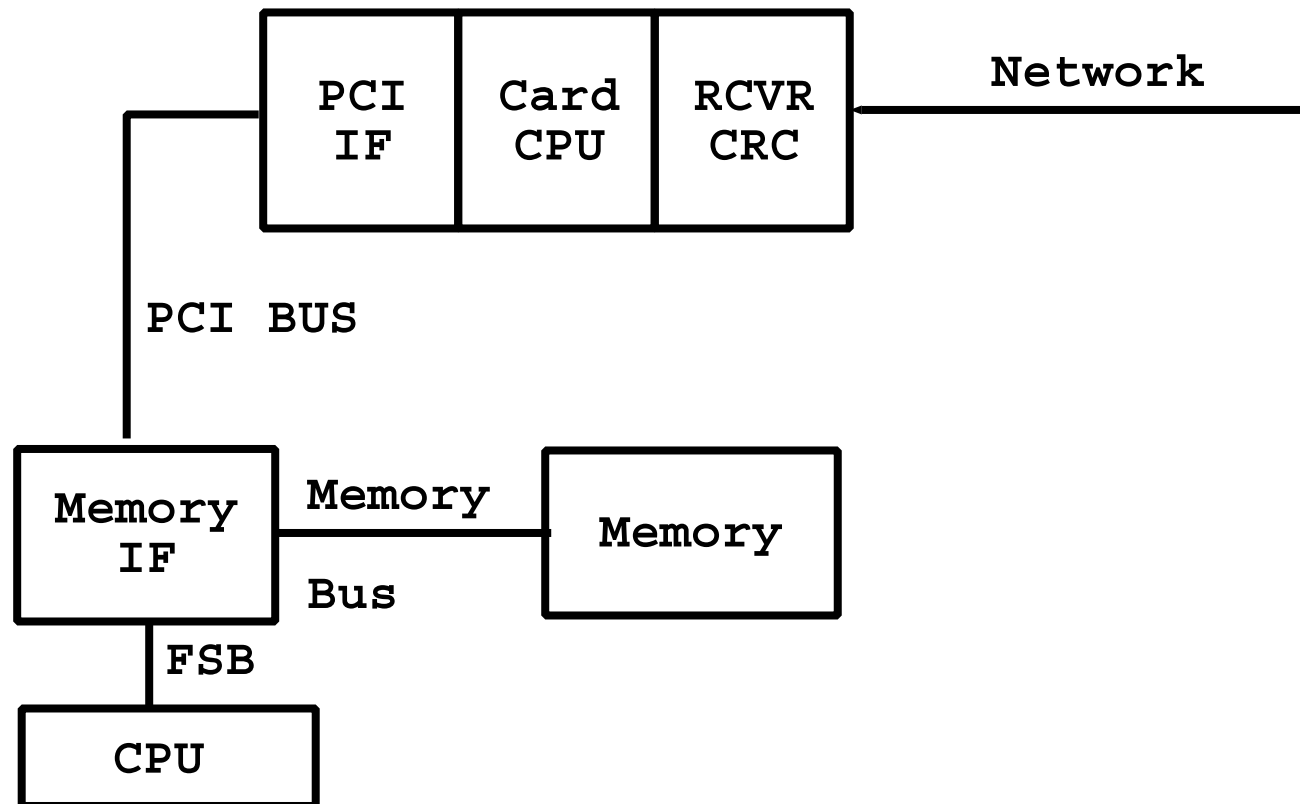 PCI
IF
Card
CPU
RCVR
CRC
Network
PCI BUS
Memory
IF
Memory
Bus
Memory
FSB
CPU